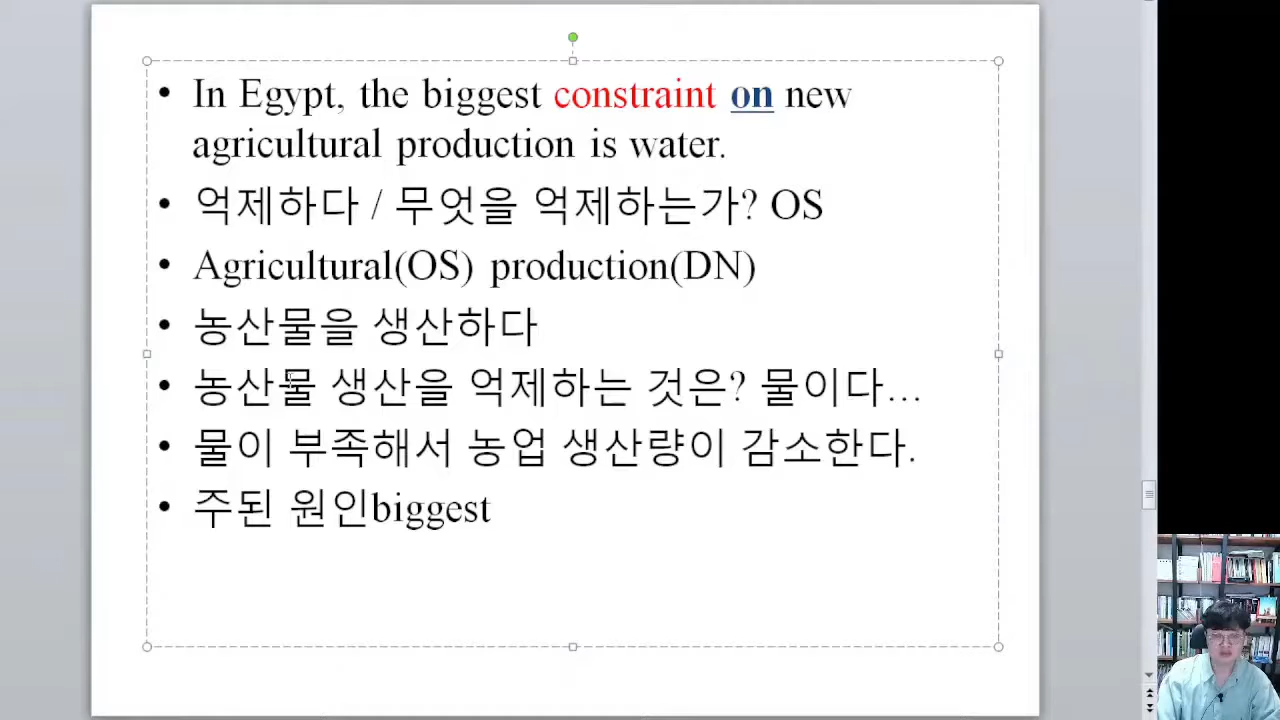 • In Egypt, the biggest constraint on new
agricultural production is water.
• 억제하다 / 무엇을 억제하는가? OS
• Agricultural(OS) production(DN)
• 농산물을 생산하다
• 농산물 생산을 억제하는 것은? 물이다…
• 물이 부족해서 농업 생산량이 감소한다.
• 주된 원인biggest